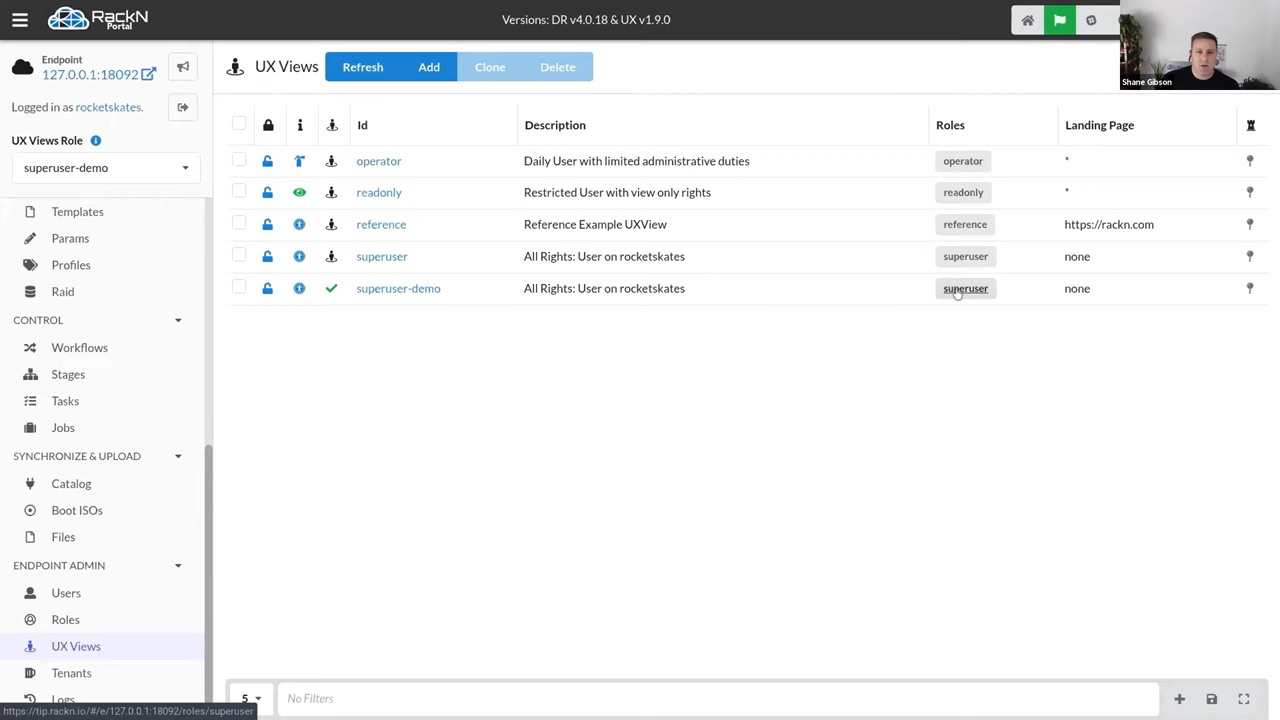 RackN
Portal
Versions: DR v4.0.18 & UX v1.9.0
Shane Gibson
Endpoint
127.0.0.1:18092
Logged in as rocketskates.
UX Views Role
superuser-demo
Templates
Params
Profiles
Raid
CONTROL
Workflows
Stages
Tasks
Jobs
SYNCHRONIZE & UPLOAD
Catalog
Boot ISOs
Files
ENDPOINT ADMIN
Users
Roles
UX Views
Tenants
Logs
https://tip.rackn.io/#/e/127.0.0.1:18092/roles/superuser
UX Views Refresh Add Clone Delete
Id Description Roles Landing Page
operator Daily User with limited administrative duties operator *
readonly Restricted User with view only rights readonly *
reference Reference Example UXView reference https://rackn.com
superuser All Rights: User on rocketskates superuser none
superuser-demo All Rights: User on rocketskates superuser none
5 No Filters